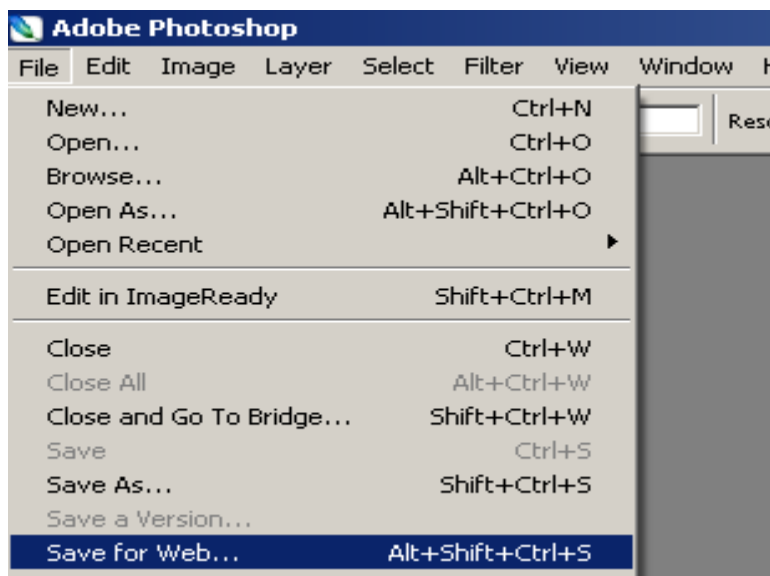 Adobe Photoshop
File Edit Image Layer Select Filter View Window
New... Ctrl+N
Open... Ctrl+O
Browse... Alt+Ctrl+O
Open As... Alt+Shift+Ctrl+O
Open Recent
Edit in ImageReady Shift+Ctrl+M
Close Ctrl+W
Close All Alt+Ctrl+W
Close and Go To Bridge... Shift+Ctrl+W
Save Ctrl+S
Save As... Shift+Ctrl+S
Save a Version...
Save for Web... Alt+Shift+Ctrl+S